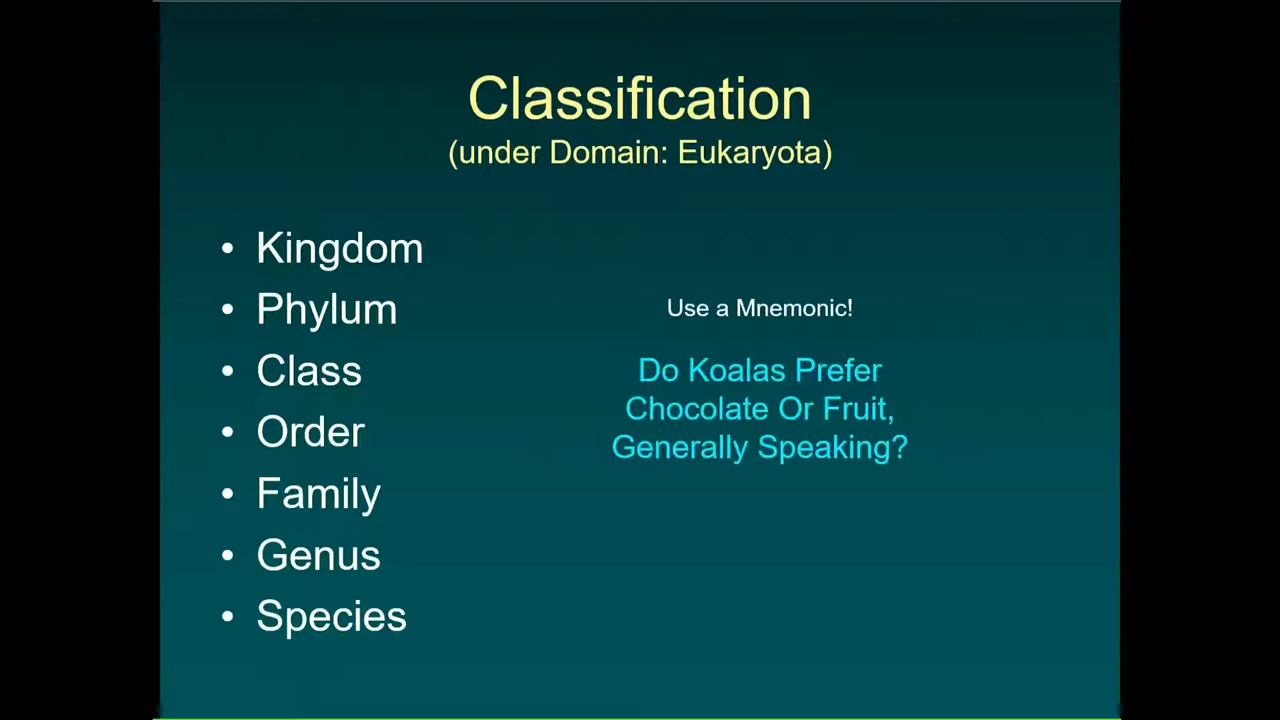 Classification
(under Domain: Eukaryota)
• Kingdom
• Phylum
• Class
• Order
• Family
• Genus
• Species
Use a Mnemonic!
Do Koalas Prefer
Chocolate Or Fruit,
Generally Speaking?